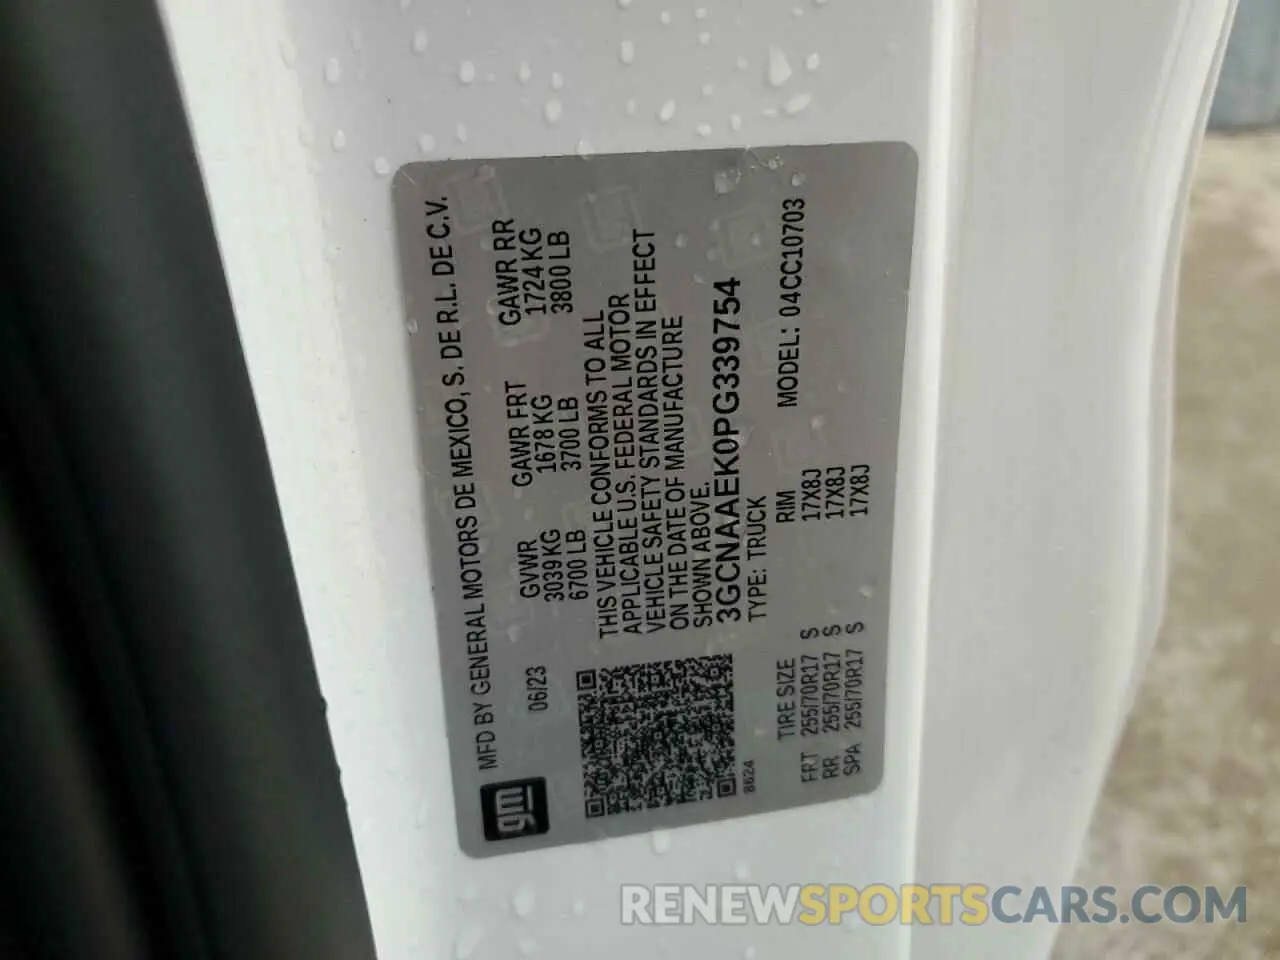 gm MFD BY GENERAL MOTORS DE MEXICO, S. DE R.L. DE C.V.
06/23 GVWR GAWR FRT GAWR RR
3039 KG 1678 KG 1724 KG
6700 LB 3700 LB 3800 LB
THIS VEHICLE CONFORMS TO ALL
APPLICABLE U.S. FEDERAL MOTOR
VEHICLE SAFETY STANDARDS IN EFFECT
ON THE DATE OF MANUFACTURE
SHOWN ABOVE.
3GCNAAEK0PG339754
8624 TYPE: TRUCK
TIRE SIZE RIM MODEL: 04CC10703
FRT 255/70R17 S 17X8J
RR 255/70R17 S 17X8J
SPA 255/70R17 S 17X8J
RENEWSPORTSCARS.COM